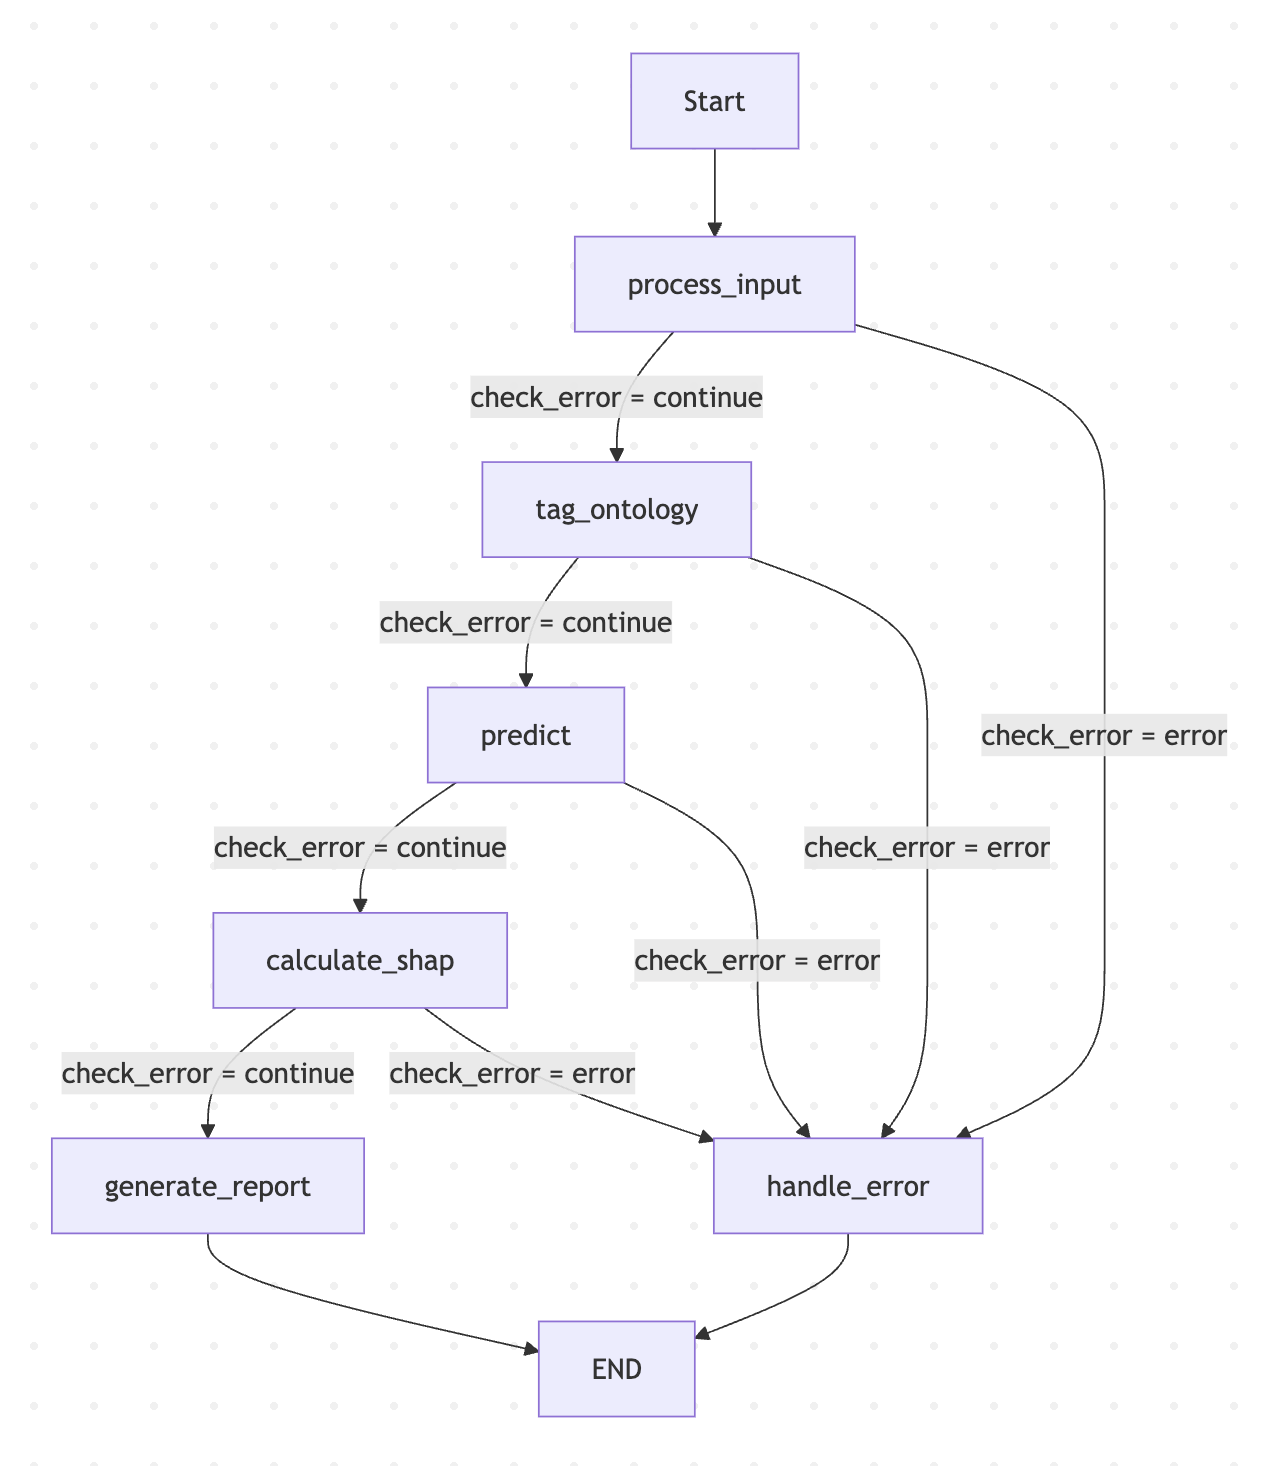 Start
process_input
check_error = continue
tag_ontology
check_error = continue
predict
check_error = error
check_error = continue
check_error = error
calculate_shap
check_error = error
check_error = continue
check_error = error
generate_report
handle_error
END